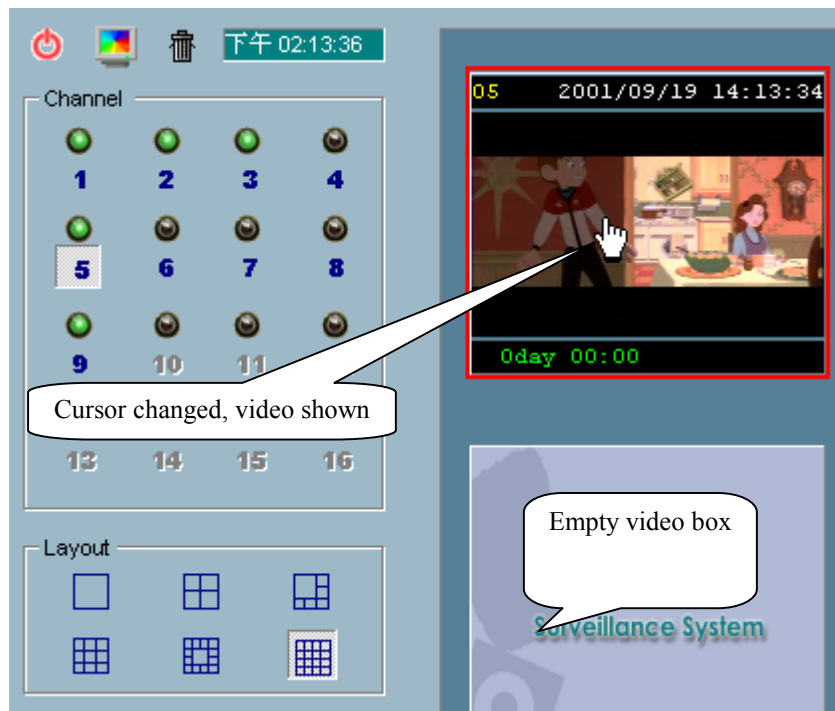 下午 02:13:36
Channel
1 2 3 4
5 6 7 8
9 10 11
Cursor changed, video shown
13 14 15 16
Layout
05 2001/09/19 14:13:34
0day 00:00
Empty video box
Surveillance System